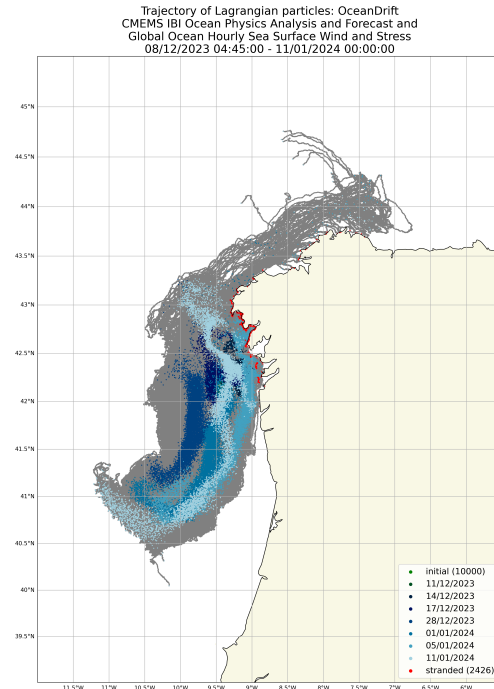 Trajectory of Lagrangian particles: OceanDrift
CMEMS IBI Ocean Physics Analysis and Forecast and
Global Ocean Hourly Sea Surface Wind and Stress
08/12/2023 04:45:00 - 11/01/2024 00:00:00
45°N
44.5°N
44°N
43.5°N
43°N
42.5°N
42°N
41.5°N
41°N
40.5°N
40°N
39.5°N
initial (10000)
11/12/2023
14/12/2023
17/12/2023
28/12/2023
01/01/2024
05/01/2024
11/01/2024
stranded (2426)
11.5°W 11°W 10.5°W 10°W 9.5°W 9°W 8.5°W 8°W 7.5°W 7°W 6.5°W 6°W